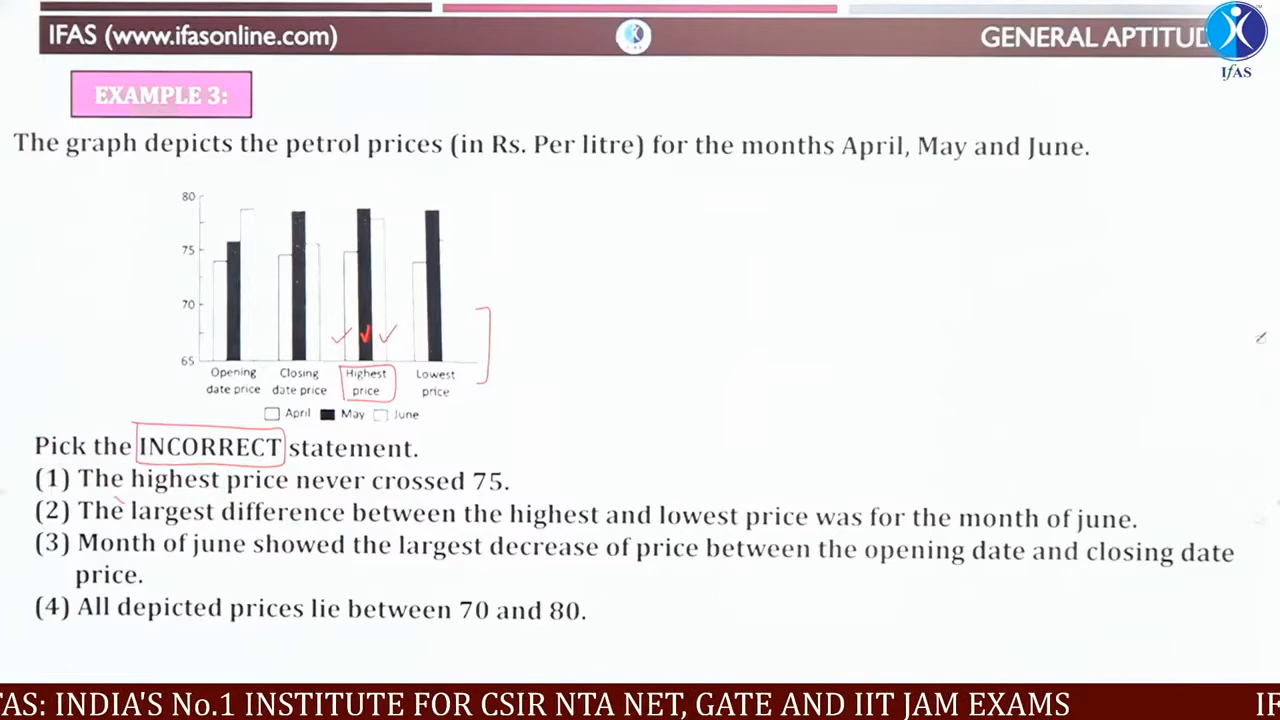 IFAS (www.ifasonline.com)
GENERAL APTITUD
IfAS
EXAMPLE 3:
The graph depicts the petrol prices (in Rs. Per litre) for the months April, May and June.
80
75
70
65
Opening date price
Closing date price
Highest price
Lowest price
April May June
Pick the INCORRECT statement.
(1) The highest price never crossed 75.
(2) The largest difference between the highest and lowest price was for the month of june.
(3) Month of june showed the largest decrease of price between the opening date and closing date
price.
(4) All depicted prices lie between 70 and 80.
FAS: INDIA'S No.1 INSTITUTE FOR CSIR NTA NET, GATE AND IIT JAM EXAMS
IF